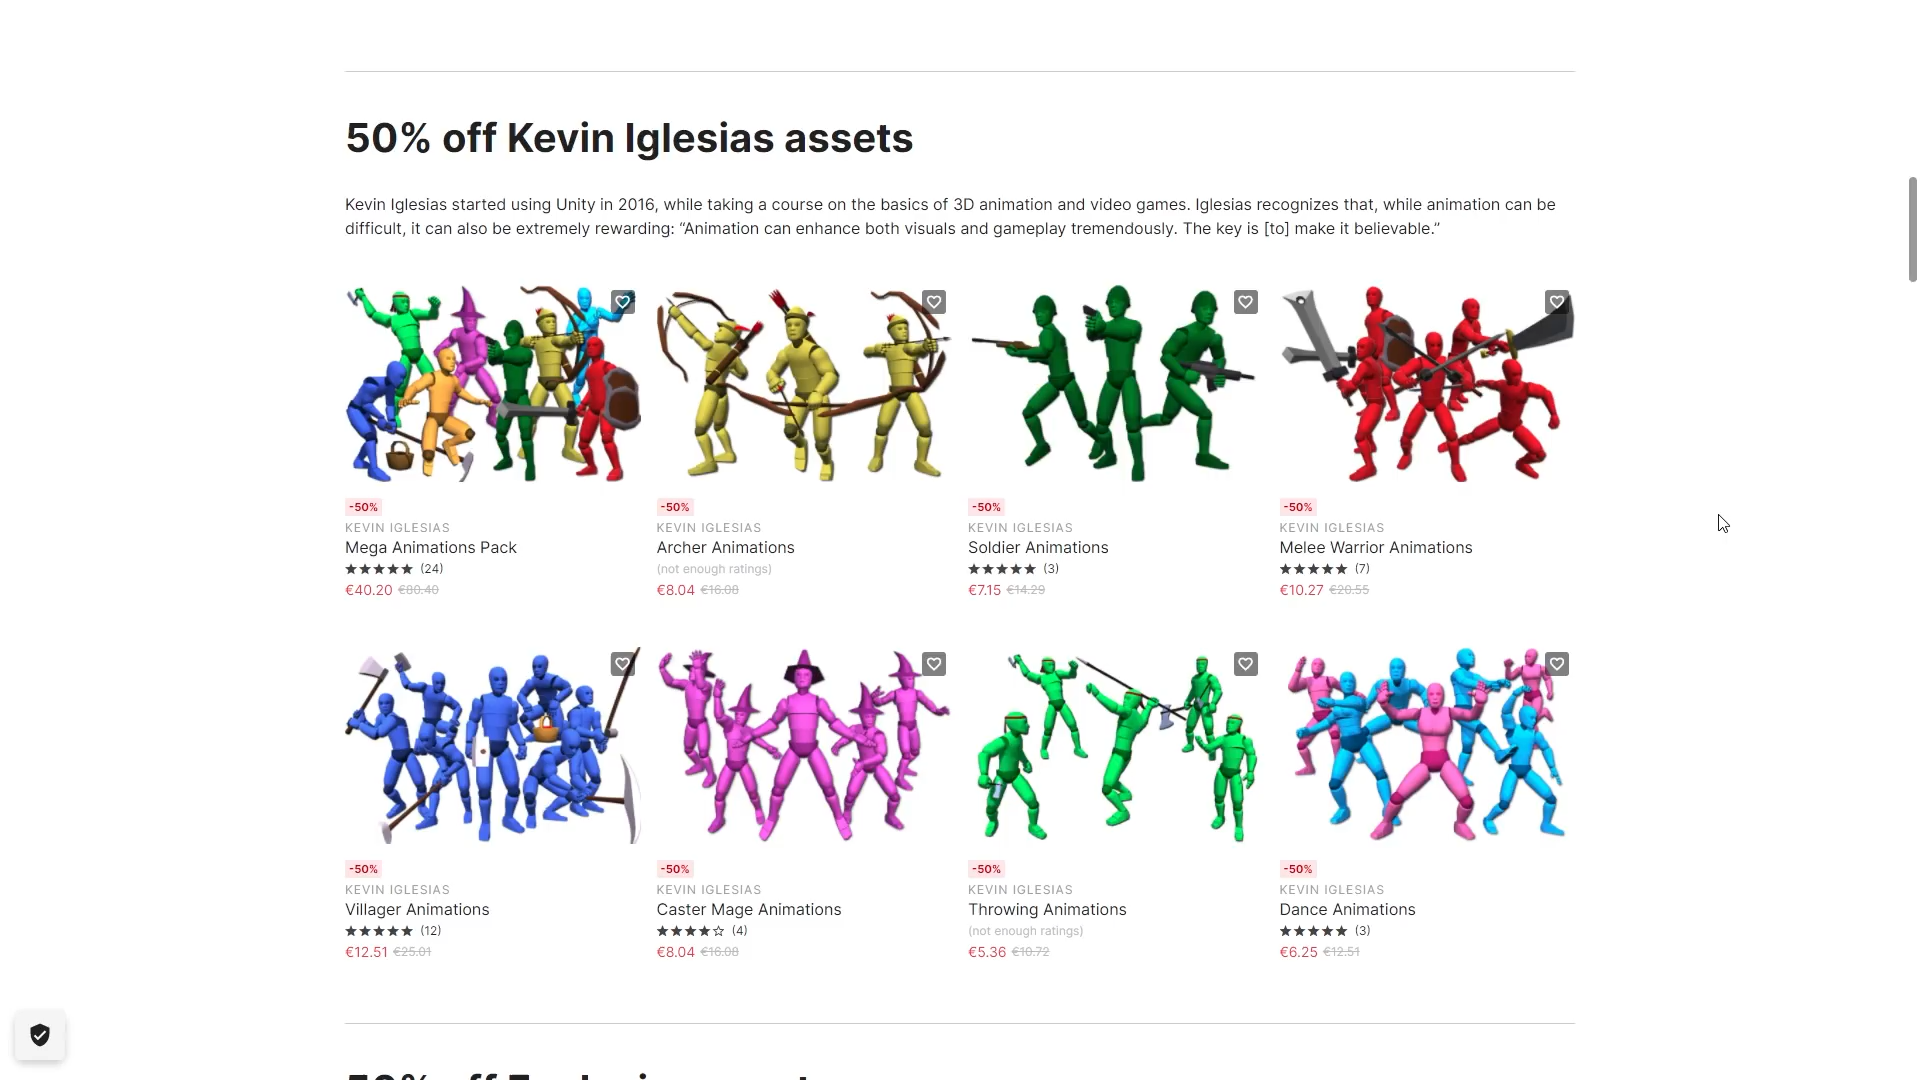 50% off Kevin Iglesias assets
Kevin Iglesias started using Unity in 2016, while taking a course on the basics of 3D animation and video games. Iglesias recognizes that, while animation can be
difficult, it can also be extremely rewarding: “Animation can enhance both visuals and gameplay tremendously. The key is [to] make it believable.”
-50%
KEVIN IGLESIAS
Mega Animations Pack
★★★★★ (24)
€40.20 €80.40
-50%
KEVIN IGLESIAS
Archer Animations
(not enough ratings)
€8.04 €16.08
-50%
KEVIN IGLESIAS
Soldier Animations
★★★★★ (3)
€7.15 €14.29
-50%
KEVIN IGLESIAS
Melee Warrior Animations
★★★★★ (7)
€10.27 €20.55
-50%
KEVIN IGLESIAS
Villager Animations
★★★★★ (12)
€12.51 €25.01
-50%
KEVIN IGLESIAS
Caster Mage Animations
★★★★☆ (4)
€8.04 €16.08
-50%
KEVIN IGLESIAS
Throwing Animations
(not enough ratings)
€5.36 €10.72
-50%
KEVIN IGLESIAS
Dance Animations
★★★★★ (3)
€6.25 €12.51
50% off